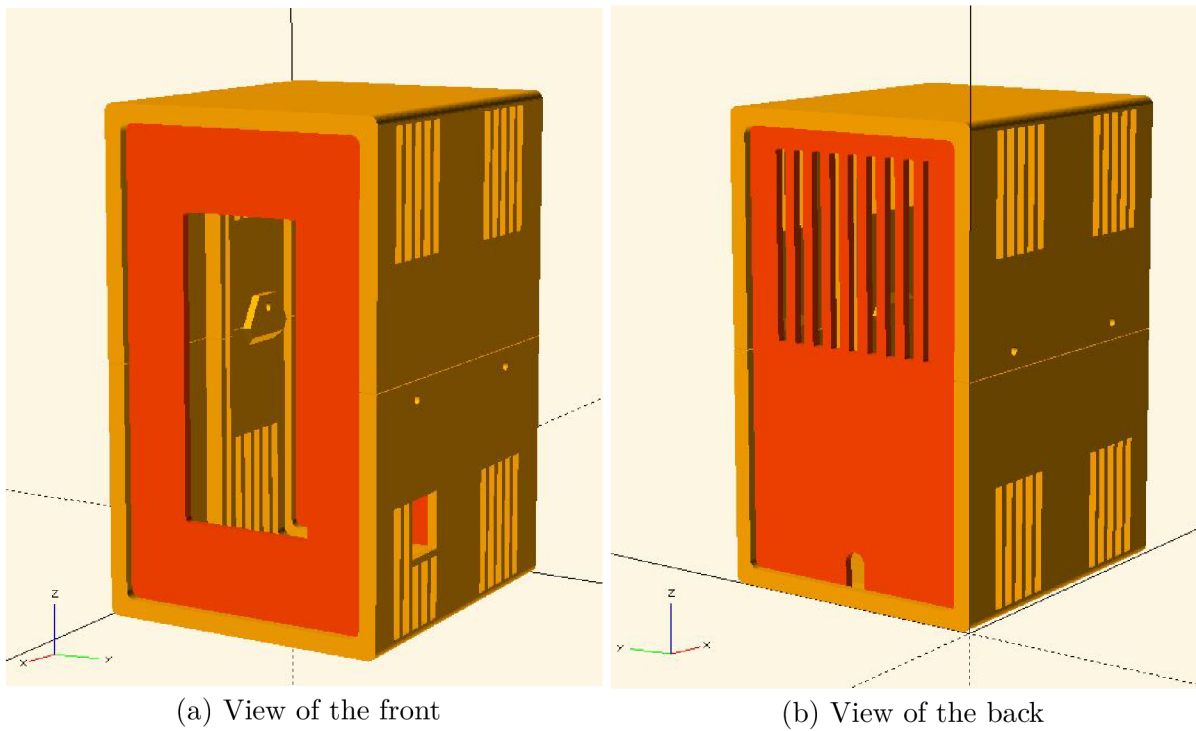 z
x
y
z
y
x
(a) View of the front
(b) View of the back